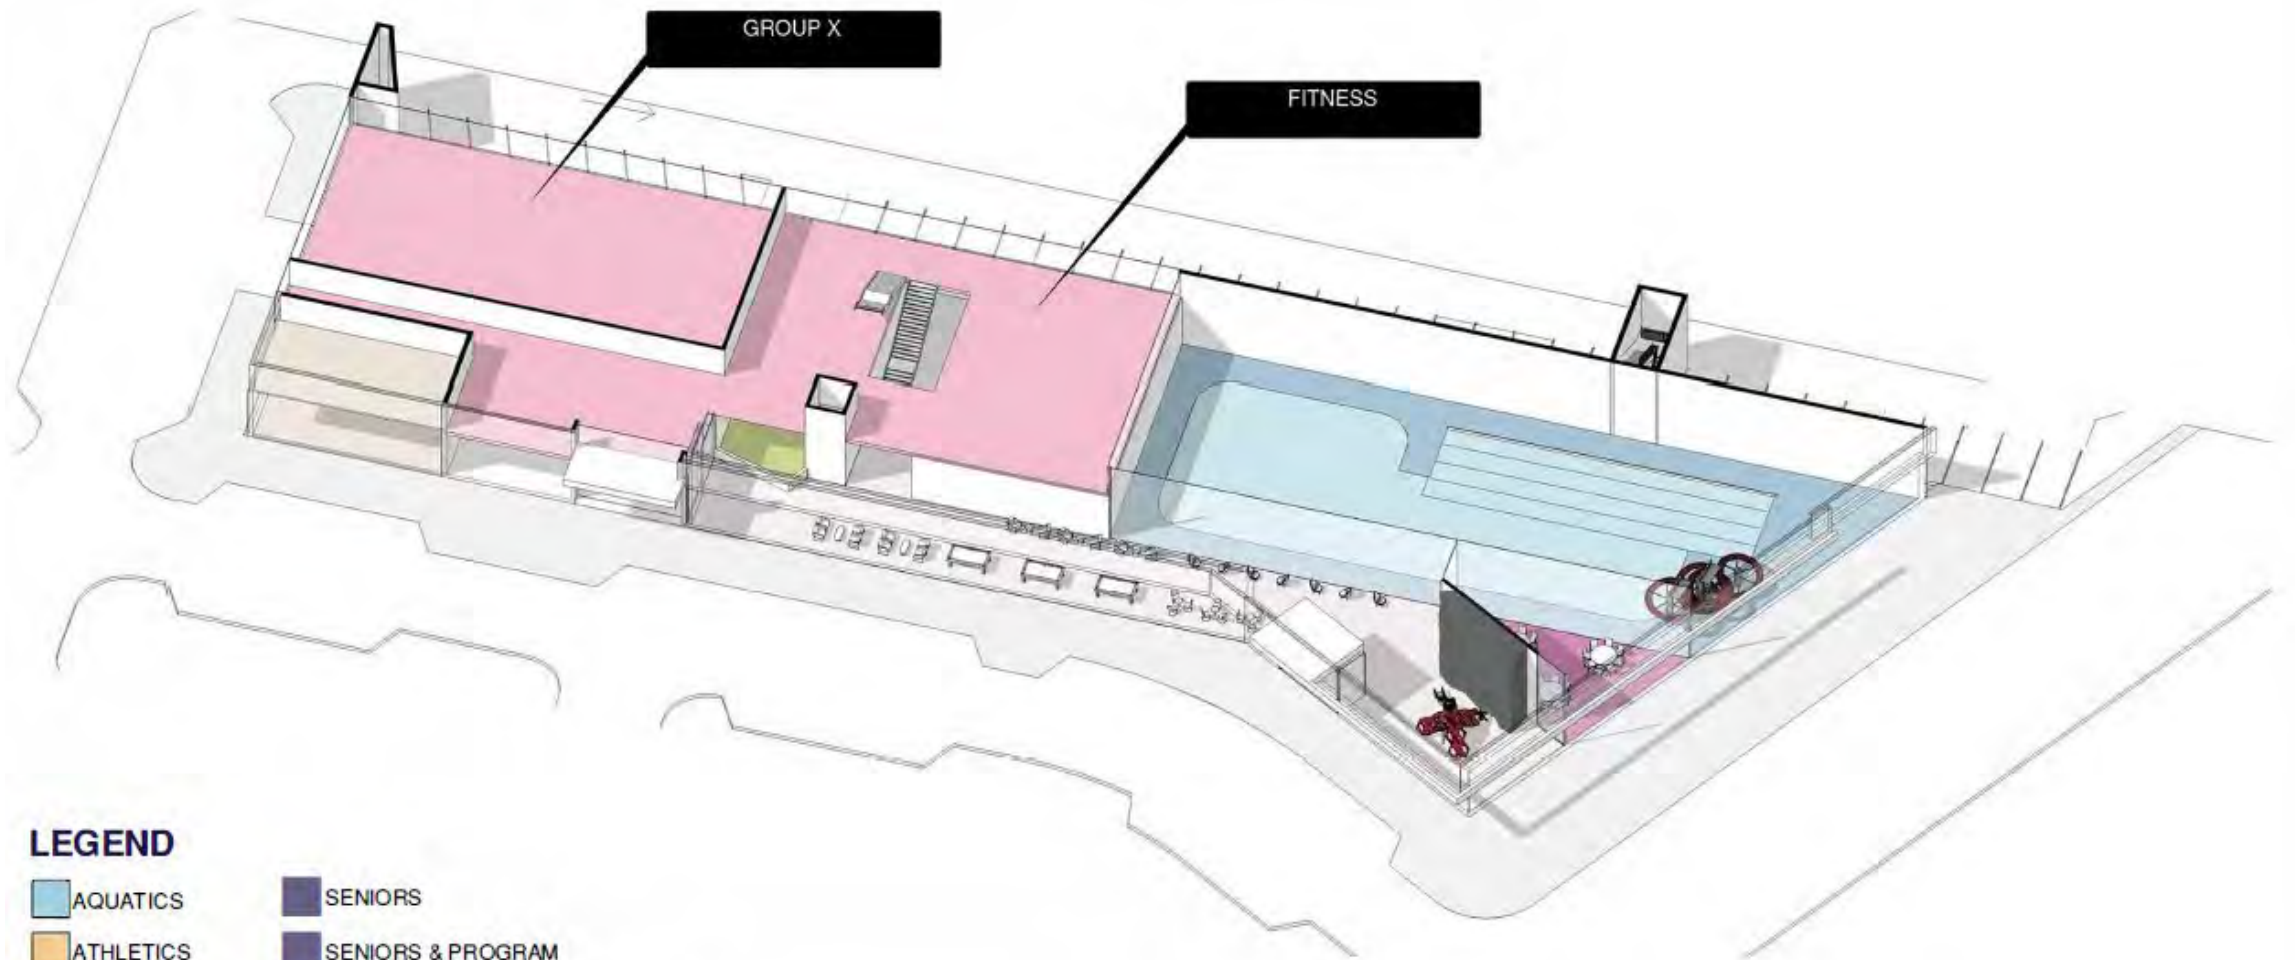 GROUP X
FITNESS
LEGEND
AQUATICS
SENIORS
ATHLETICS
SENIORS & PROGRAM